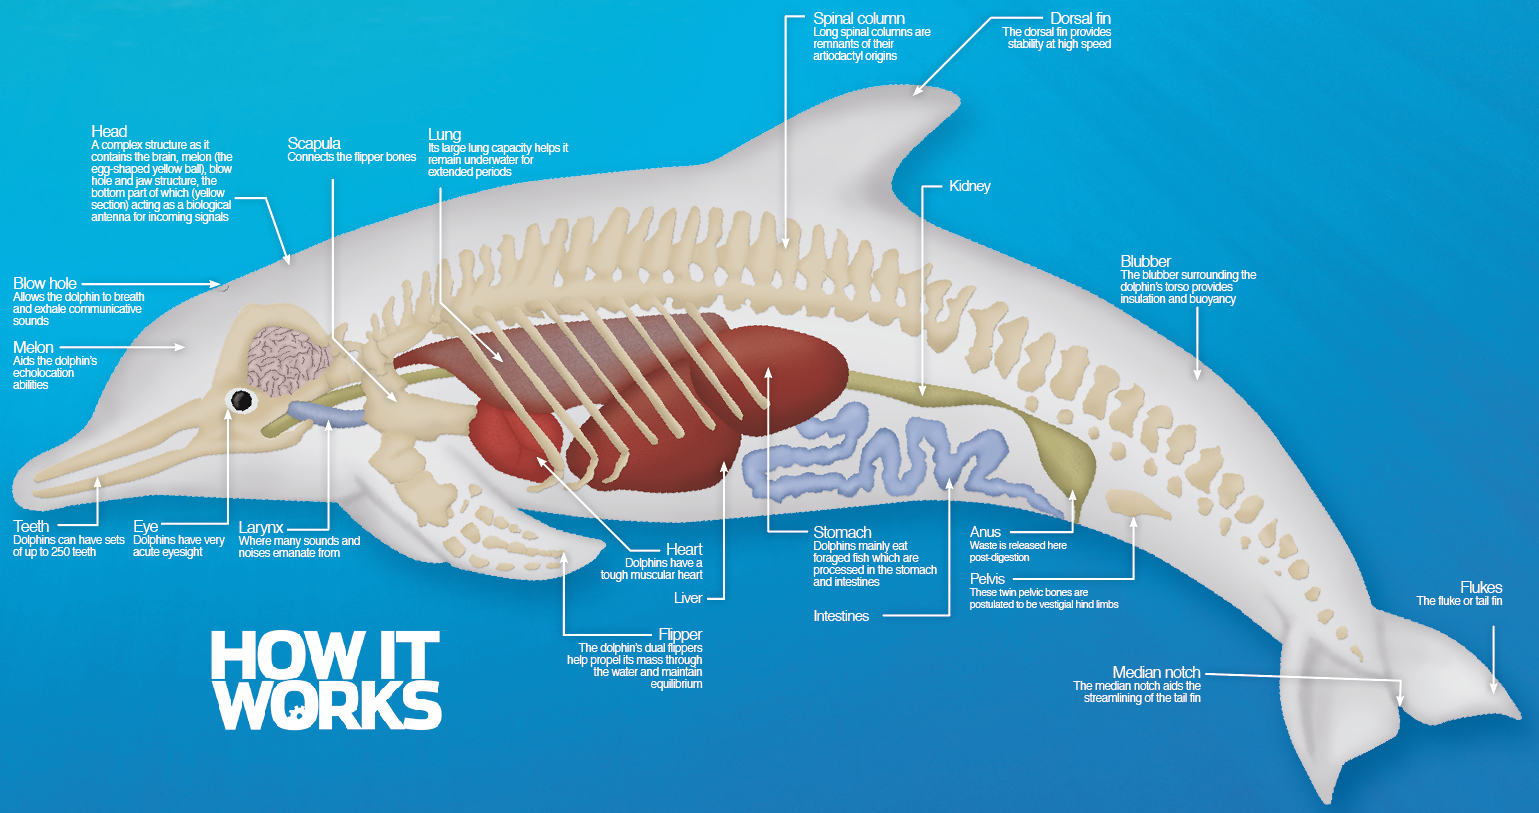 Spinal column
Long spinal columns are
remnants of their
artiodactyl origins
Dorsal fin
The dorsal fin provides
stability at high speed
Head
A complex structure as it
contains the brain, melon (the
egg-shaped yellow ball), blow
hole and jaw structure, the
bottom part of which (yellow
section) acting as a biological
antenna for incoming signals
Scapula
Connects the flipper bones
Lung
Its large lung capacity helps it
remain underwater for
extended periods
Kidney
Blubber
The blubber surrounding the
dolphin's torso provides
insulation and buoyancy
Blow hole
Allows the dolphin to breath
and exhale communicative
sounds
Melon
Aids the dolphin's
echolocation
abilities
Teeth
Dolphins can have sets
of up to 250 teeth
Eye
Dolphins have very
acute eyesight
Larynx
Where many sounds and
noises emanate from
Heart
Dolphins have a
tough muscular heart
Liver
Flipper
The dolphin's dual flippers
help propel its mass through
the water and maintain
equilibrium
Stomach
Dolphins mainly eat
foraged fish which are
processed in the stomach
and intestines
Intestines
Anus
Waste is released here
post-digestion
Pelvis
These twin pelvic bones are
postulated to be vestigial hind limbs
Flukes
The fluke or tail fin
Median notch
The median notch aids the
streamlining of the tail fin
HOW IT
WORKS